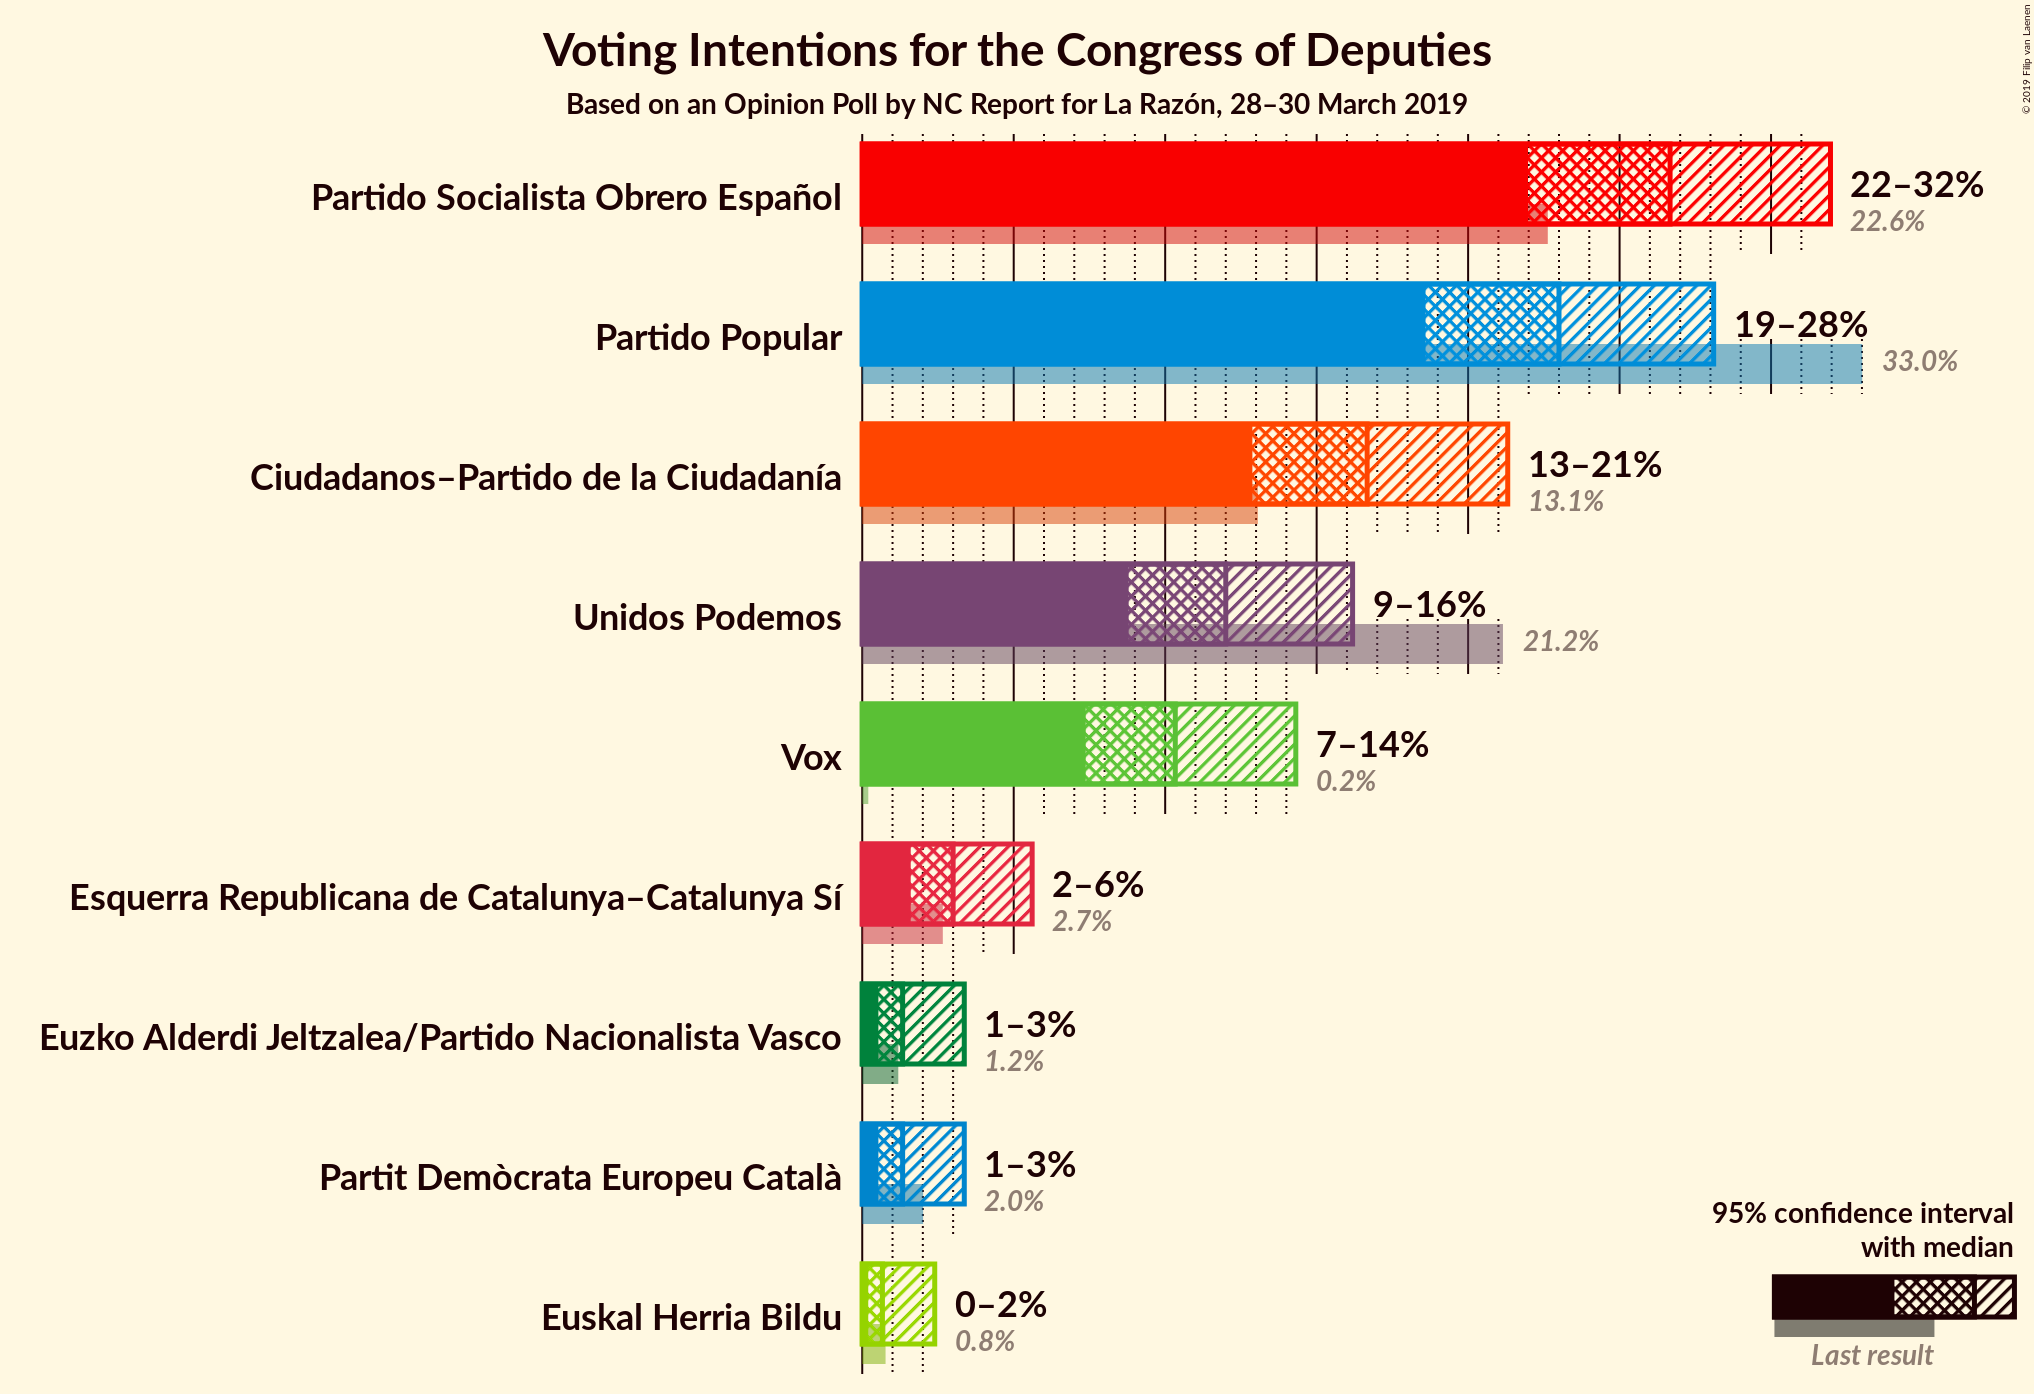 Voting Intentions for the Congress of Deputies
Based on an Opinion Poll by NC Report for La Razón, 28–30 March 2019
© 2019 Filip van Laenen
Partido Socialista Obrero Español
22–32%
22.6%
Partido Popular
19–28%
33.0%
Ciudadanos–Partido de la Ciudadanía
13–21%
13.1%
Unidos Podemos
9–16%
21.2%
Vox
7–14%
0.2%
Esquerra Republicana de Catalunya–Catalunya Sí
2–6%
2.7%
Euzko Alderdi Jeltzalea/Partido Nacionalista Vasco
1–3%
1.2%
Partit Demòcrata Europeu Català
1–3%
2.0%
Euskal Herria Bildu
0–2%
0.8%
95% confidence interval
with median
Last result